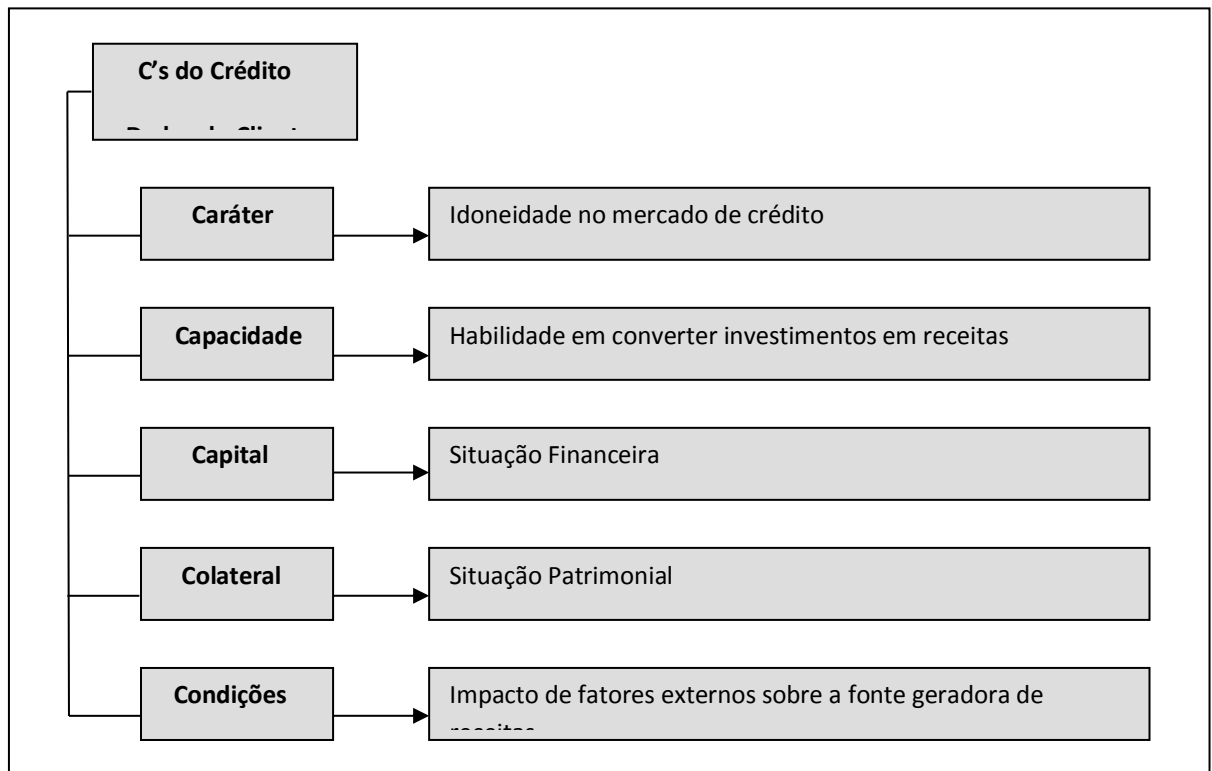 C’s do Crédito
Caráter
Idoneidade no mercado de crédito
Capacidade
Habilidade em converter investimentos em receitas
Capital
Situação Financeira
Colateral
Situação Patrimonial
Condições
Impacto de fatores externos sobre a fonte geradora de
receitas